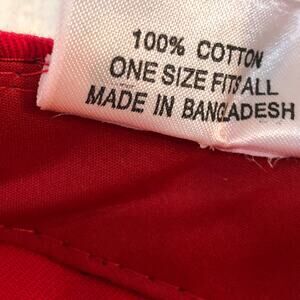 100% COTTON
ONE SIZE FITS ALL
MADE IN BANGLADESH